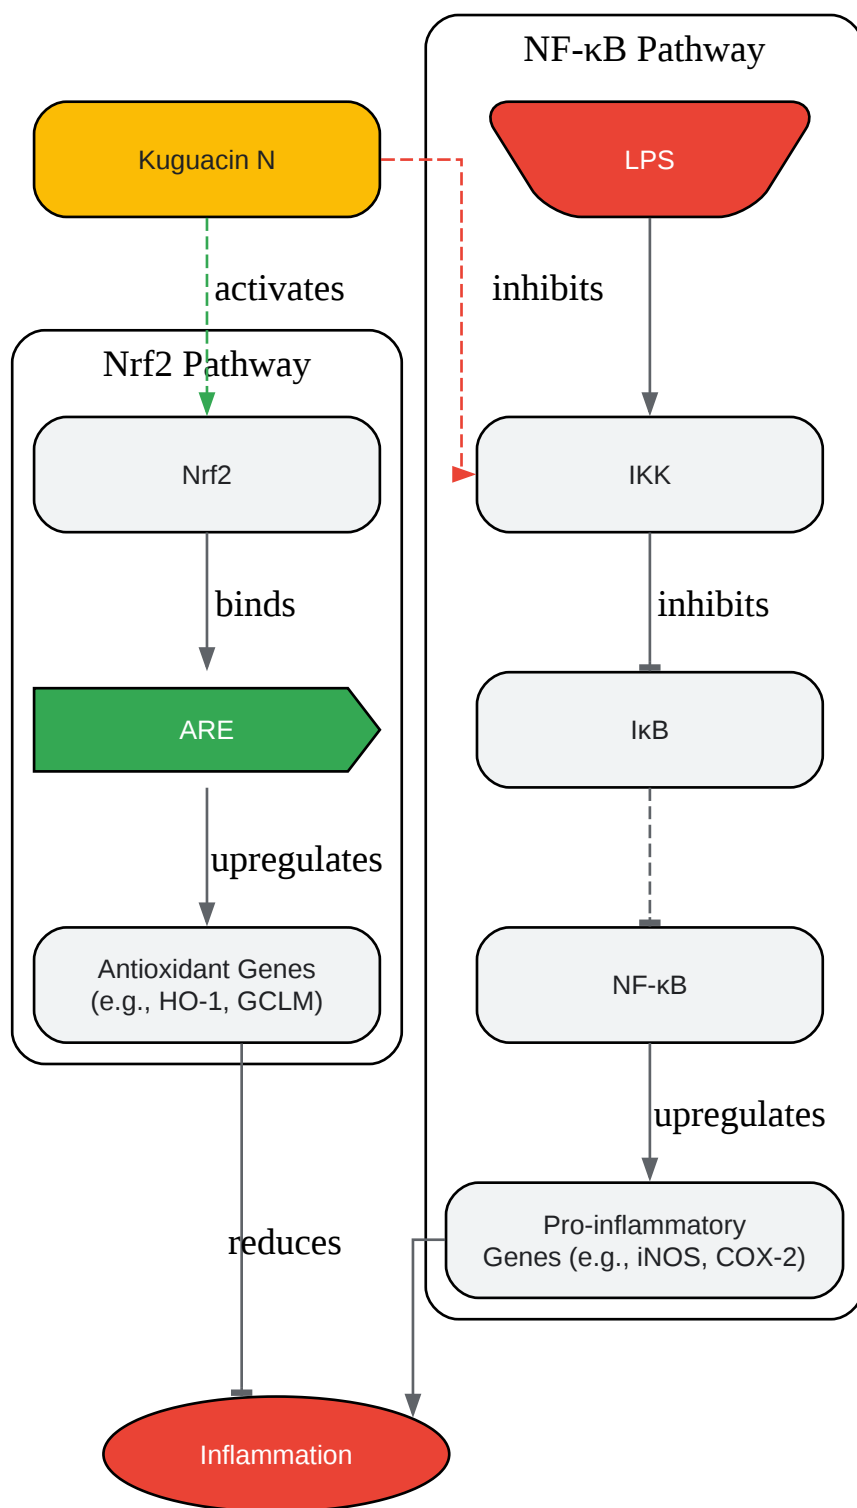 NF-κB Pathway
Kuguacin N
LPS
activates
inhibits
Nrf2 Pathway
Nrf2
IKK
binds
inhibits
ARE
IκB
upregulates
Antioxidant Genes
(e.g., HO-1, GCLM)
NF-κB
upregulates
Pro-inflammatory
Genes (e.g., iNOS, COX-2)
reduces
Inflammation